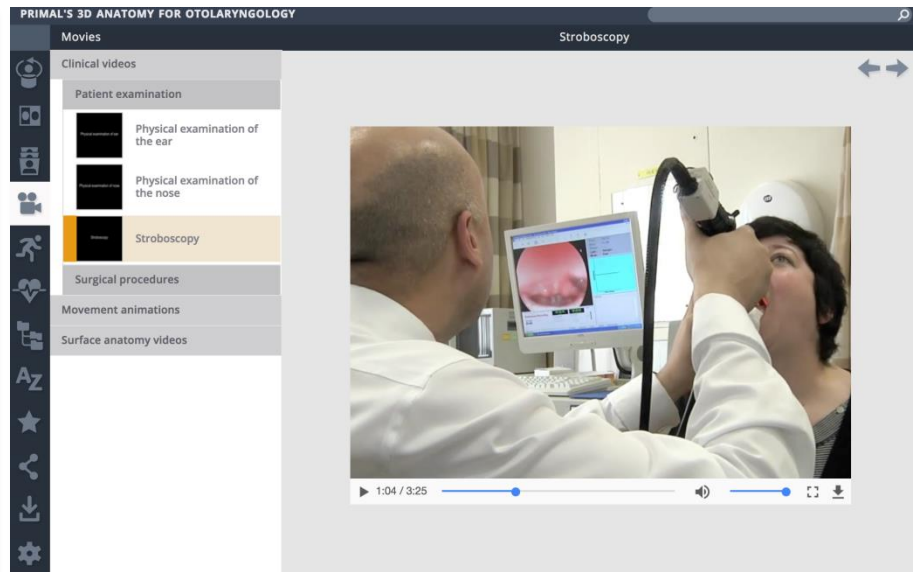 PRIMAL'S 3D ANATOMY FOR OTOLARYNGOLOGY
Movies
Stroboscopy
Clinical videos
Patient examination
Physical examination of
the ear
Physical examination of
the nose
Stroboscopy
Surgical procedures
Movement animations
Surface anatomy videos
AZ
1:04 / 3:25